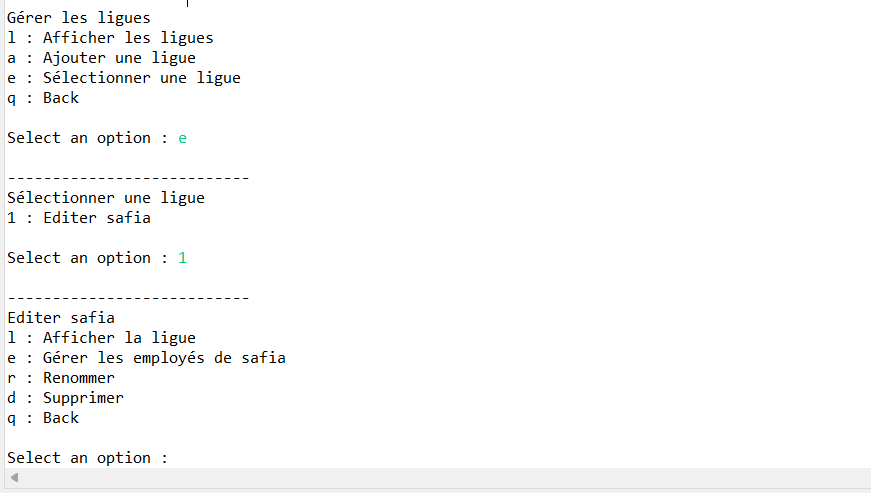 Gérer les ligues
l : Afficher les ligues
a : Ajouter une ligue
e : Sélectionner une ligue
q : Back
Select an option : e
---------------------------
Sélectionner une ligue
1 : Editer safia
Select an option : 1
---------------------------
Editer safia
l : Afficher la ligue
e : Gérer les employés de safia
r : Renommer
d : Supprimer
q : Back
Select an option :